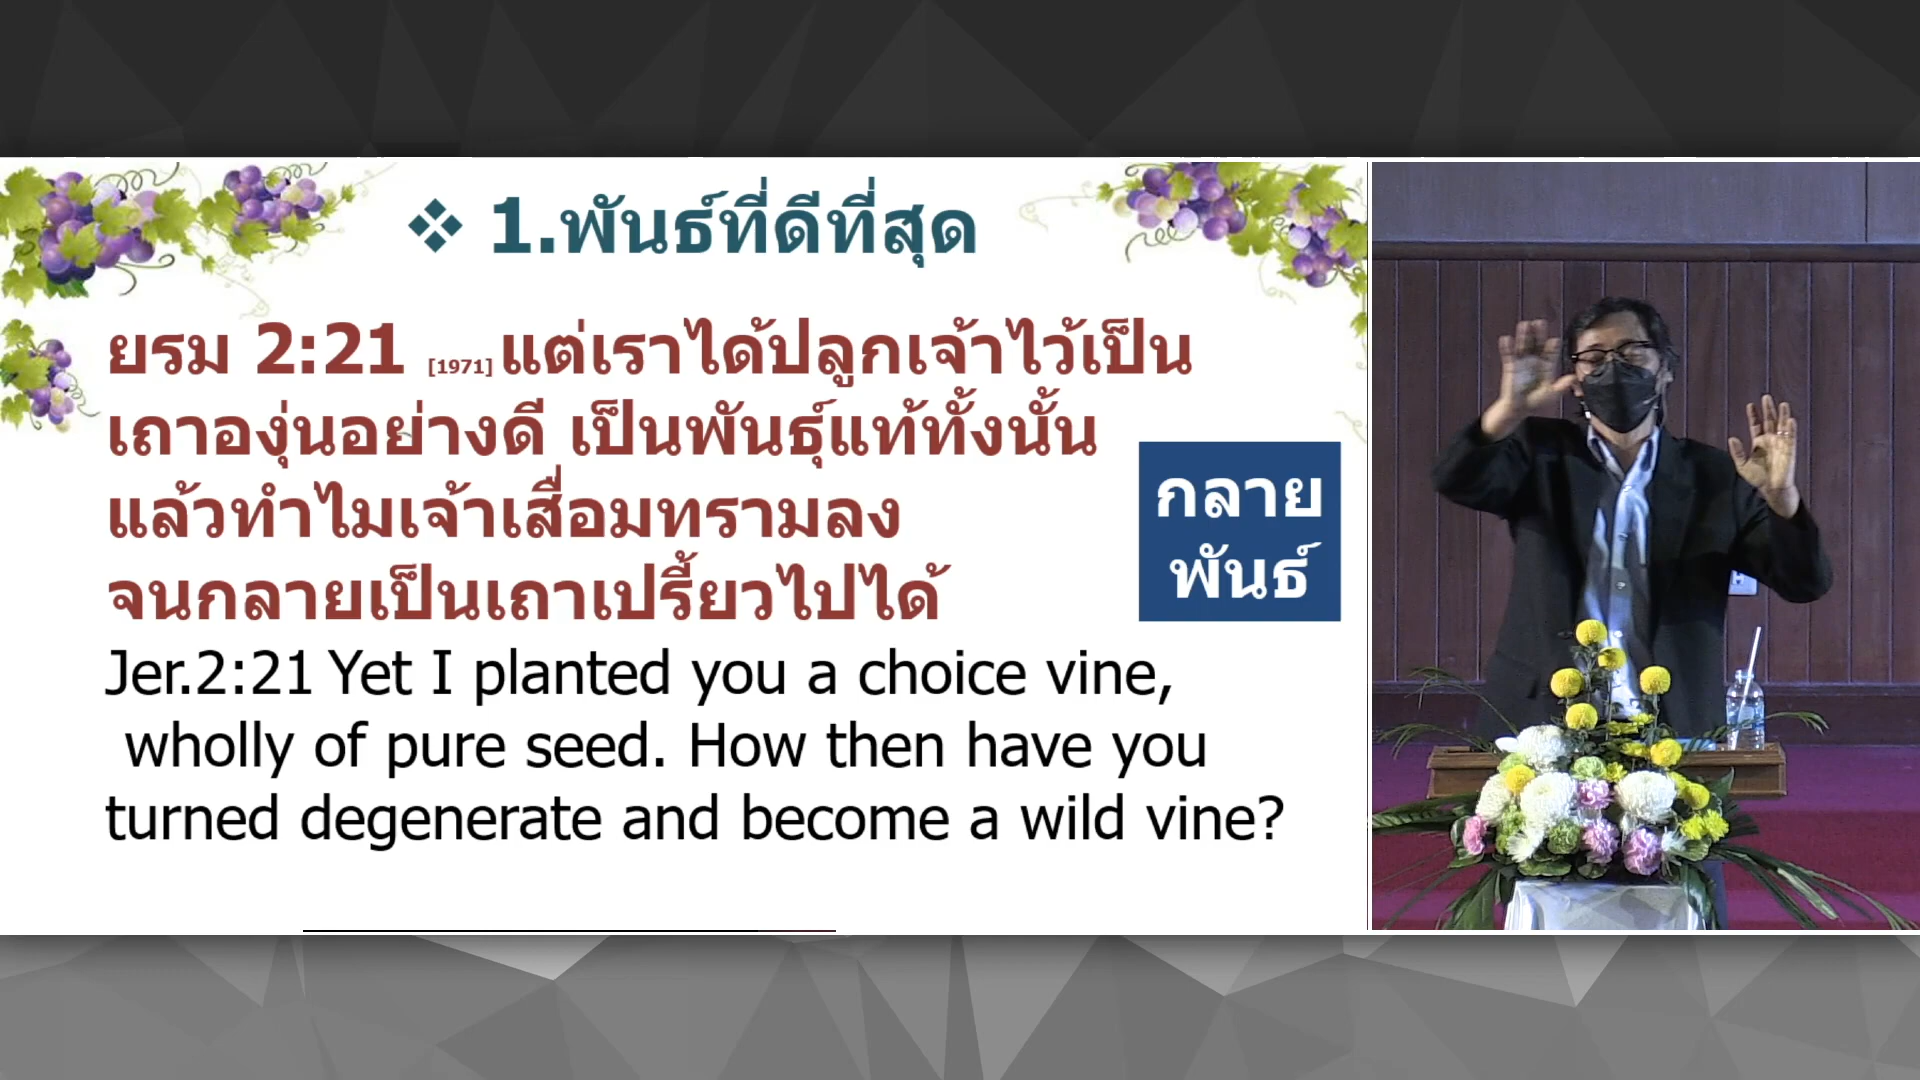 ❖ 1.พันธ์ที่ดีที่สุด
ยรม 2:21 [1971] แต่เราได้ปลูกเจ้าไว้เป็น
เถาองุ่นอย่างดี เป็นพันธุ์แท้ทั้งนั้น
แล้วทำไมเจ้าเสื่อมทรามลง
จนกลายเป็นเถาเปรี้ยวไปได้
กลาย
พันธ์
Jer.2:21 Yet I planted you a choice vine,
wholly of pure seed. How then have you
turned degenerate and become a wild vine?